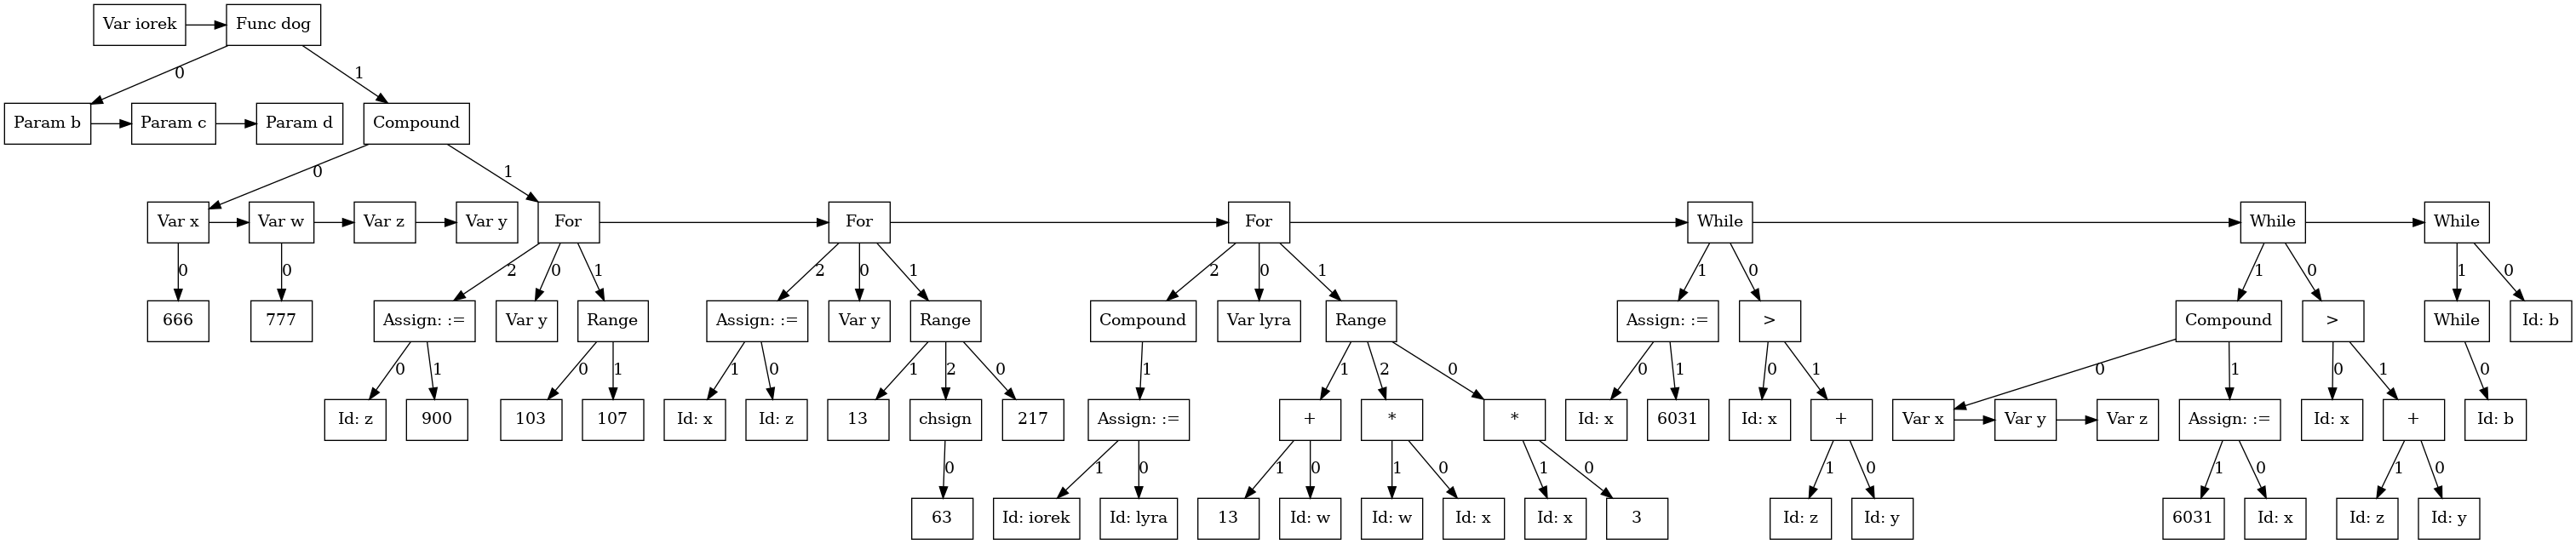 Var iorek
Func dog
0
1
Param b
Param c
Param d
Compound
0
1
Var x
Var w
Var z
Var y
For
For
For
While
While
While
0
0
2
0
1
2
0
1
2
0
1
1
0
1
0
1
0
666
777
Assign: :=
Var y
Range
Assign: :=
Var y
Range
Compound
Var lyra
Range
Assign: :=
>
Compound
>
While
Id: b
0
1
0
1
1
0
1
2
0
1
1
2
0
0
1
0
1
0
1
0
1
0
Id: z
900
103
107
Id: x
Id: z
13
chsign
217
Assign: :=
+
*
*
Id: x
6031
Id: x
+
Var x
Var y
Var z
Assign: :=
Id: x
+
Id: b
0
1
0
1
0
1
0
1
0
1
0
1
0
1
0
63
Id: iorek
Id: lyra
13
Id: w
Id: w
Id: x
Id: x
3
Id: z
Id: y
6031
Id: x
Id: z
Id: y